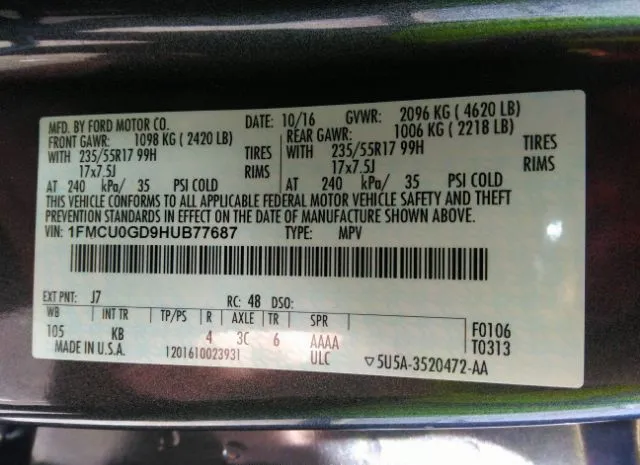 MFD. BY FORD MOTOR CO.
DATE: 10/16 GVWR: 2096 KG ( 4620 LB)
FRONT GAWR: 1098 KG ( 2420 LB)
REAR GAWR: 1006 KG ( 2218 LB)
WITH 235/55R17 99H TIRES
WITH 235/55R17 99H TIRES
17x7.5J RIMS
17x7.5J RIMS
AT 240 kPa/ 35 PSI COLD
AT 240 kPa/ 35 PSI COLD
THIS VEHICLE CONFORMS TO ALL APPLICABLE FEDERAL MOTOR VEHICLE SAFETY AND THEFT
PREVENTION STANDARDS IN EFFECT ON THE DATE OF MANUFACTURE SHOWN ABOVE.
VIN: 1FMCU0GD9HUB77687 TYPE: MPV
EXT PNT: J7 RC: 48 DSO:
WB INT TR TP/PS R AXLE TR SPR
105 KB 4 3C 6 AAAA
F0106
T0313
MADE IN U.S.A. 1201610023931 ULC
▽5U5A-3520472-AA